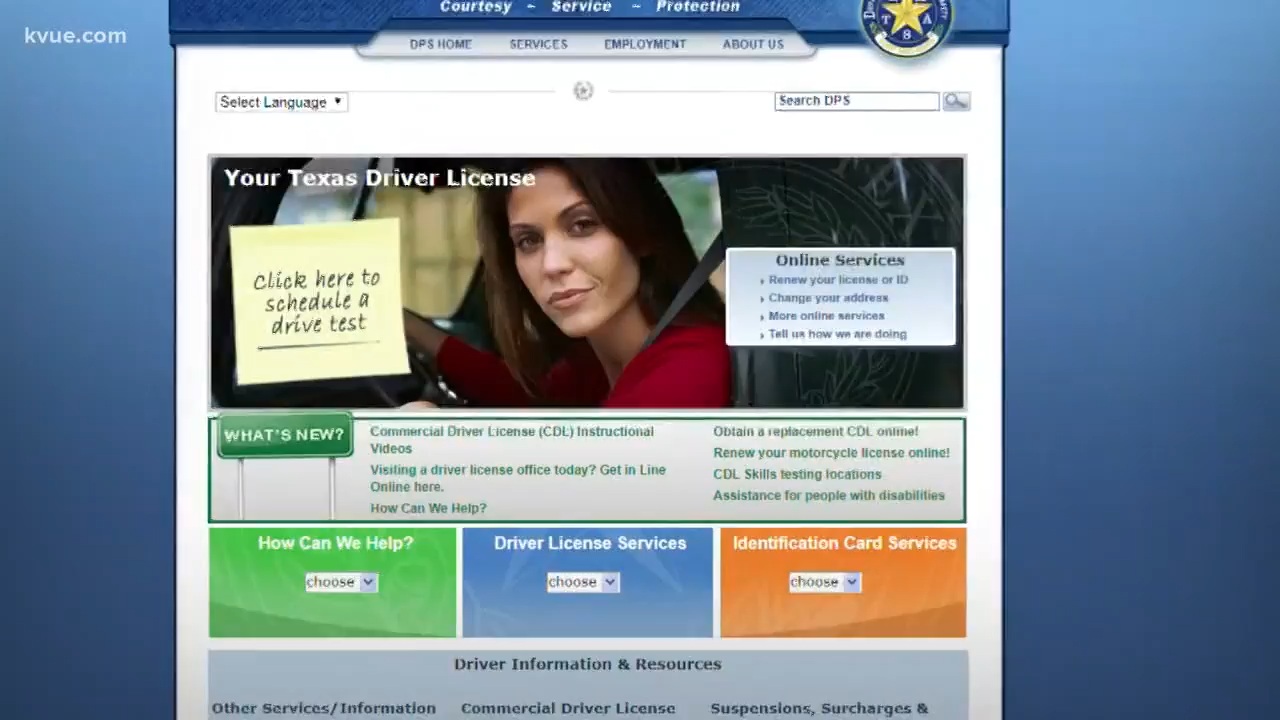 Courtesy ~ Service ~ Protection
kvue.com
DPS HOME SERVICES EMPLOYMENT ABOUT US
T A
8
Select Language
Search DPS
Your Texas Driver License
Click here to
schedule a
drive test
Online Services
Renew your license or ID
Change your address
More online services
Tell us how we are doing
WHAT'S NEW?
Commercial Driver License (CDL) Instructional
Videos
Visiting a driver license office today? Get in Line
Online here.
How Can We Help?
Obtain a replacement CDL online!
Renew your motorcycle license online!
CDL Skills testing locations
Assistance for people with disabilities
How Can We Help?
choose
Driver License Services
choose
Identification Card Services
choose
Driver Information & Resources
Other Services/Information
Commercial Driver License
Suspensions, Surcharges &